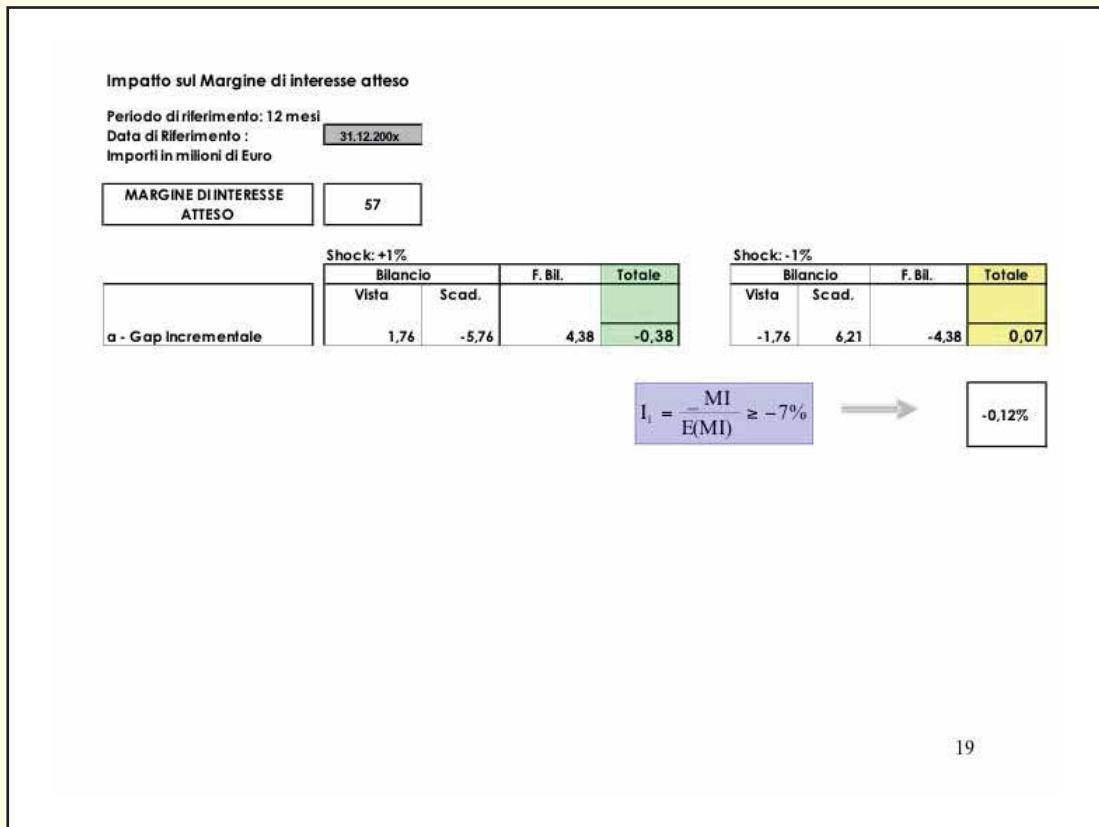 Impatto sul Margine di interesse atteso
Periodo di riferimento: 12 mesi
Data di Riferimento : 31.12.200x
Importi in milioni di Euro
MARGINE DI INTERESSE
ATTESO
57
Shock: +1%
Bilancio F. Bil. Totale
Vista Scad.
a - Gap Incrementale 1,76 -5,76 4,38 -0,38
Shock: -1%
Bilancio F. Bil. Totale
Vista Scad.
-1,76 6,21 -4,38 0,07
I₁ = _ MI / E(MI) ≥ −7%
-0,12%
19